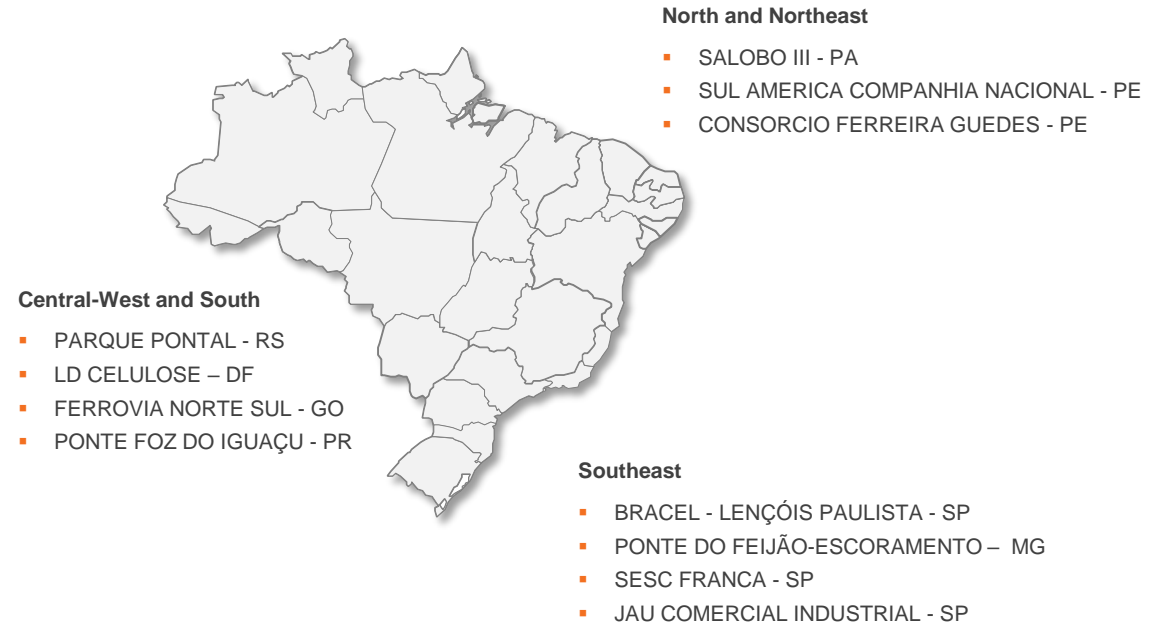 North and Northeast
▪ SALOBO III - PA
▪ SUL AMERICA COMPANHIA NACIONAL - PE
▪ CONSORCIO FERREIRA GUEDES - PE
Central-West and South
▪ PARQUE PONTAL - RS
▪ LD CELULOSE – DF
▪ FERROVIA NORTE SUL - GO
▪ PONTE FOZ DO IGUAÇU - PR
Southeast
▪ BRACEL - LENÇÓIS PAULISTA - SP
▪ PONTE DO FEIJÃO-ESCORAMENTO – MG
▪ SESC FRANCA - SP
▪ JAU COMERCIAL INDUSTRIAL - SP